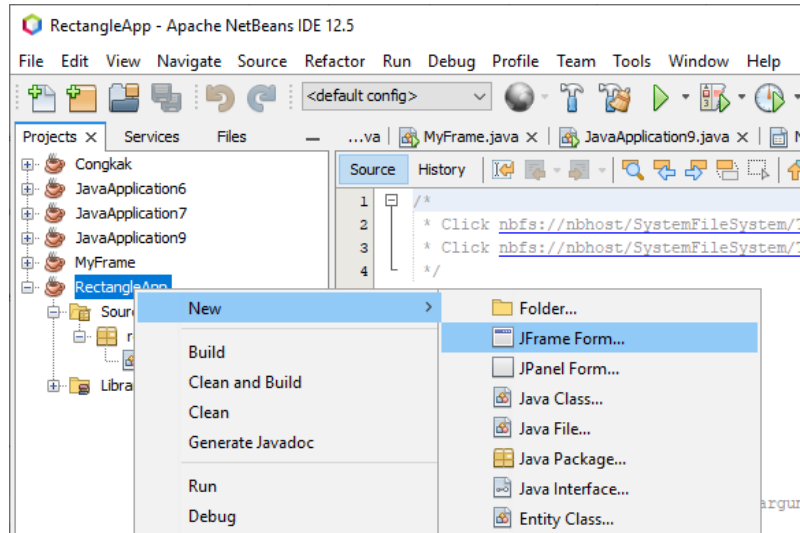 RectangleApp - Apache NetBeans IDE 12.5
File Edit View Navigate Source Refactor Run Debug Profile Team Tools Window Help
<default config>
Projects Services Files
...va MyFrame.java JavaApplication9.java
Source History
Congkak
JavaApplication6
JavaApplication7
JavaApplication9
MyFrame
RectangleApp
Sour
r
Libra
1 /*
2 * Click nbfs://nbhost/SystemFileSystem/
3 * Click nbfs://nbhost/SystemFileSystem/
4 */
New
Build
Clean and Build
Clean
Generate Javadoc
Run
Debug
Folder...
JFrame Form...
JPanel Form...
Java Class...
Java File...
Java Package...
Java Interface...
Entity Class...
argu